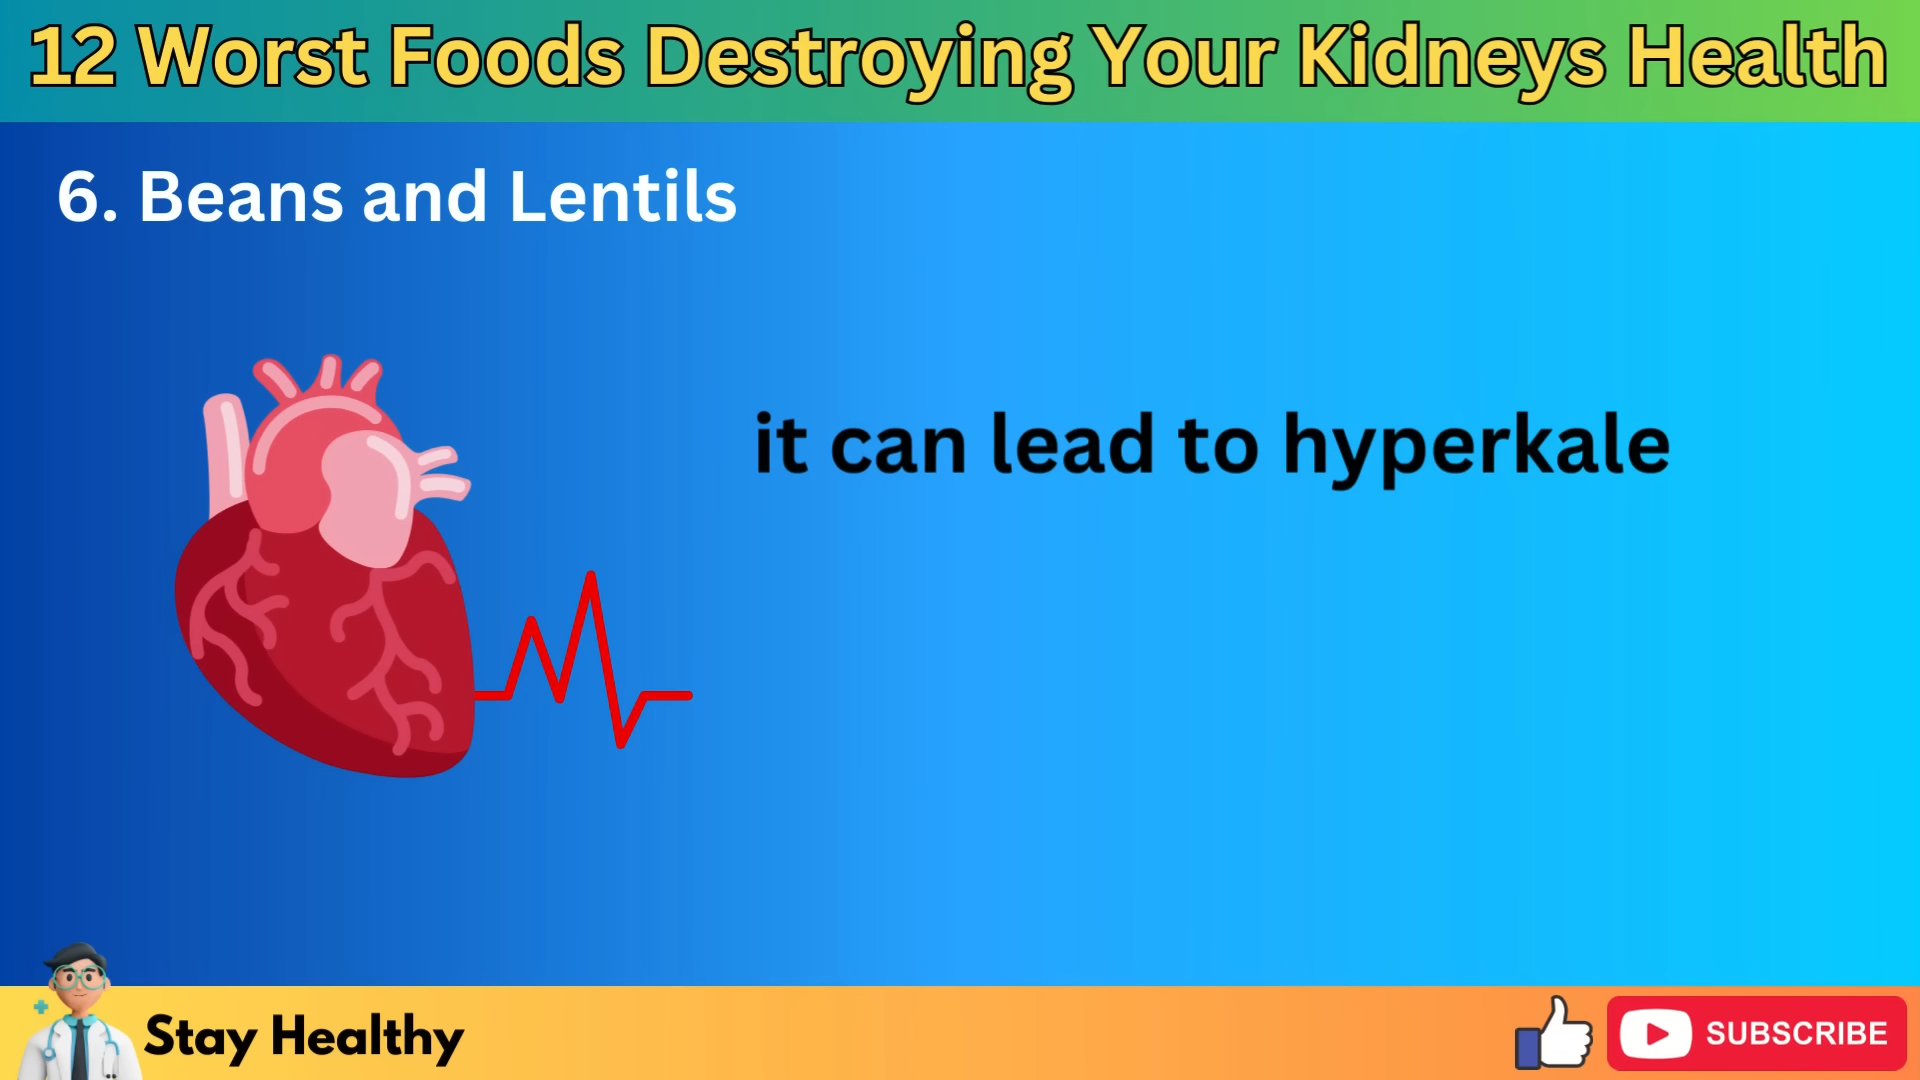 12 Worst Foods Destroying Your Kidneys Health
6. Beans and Lentils
it can lead to hyperkale
Stay Healthy
SUBSCRIBE